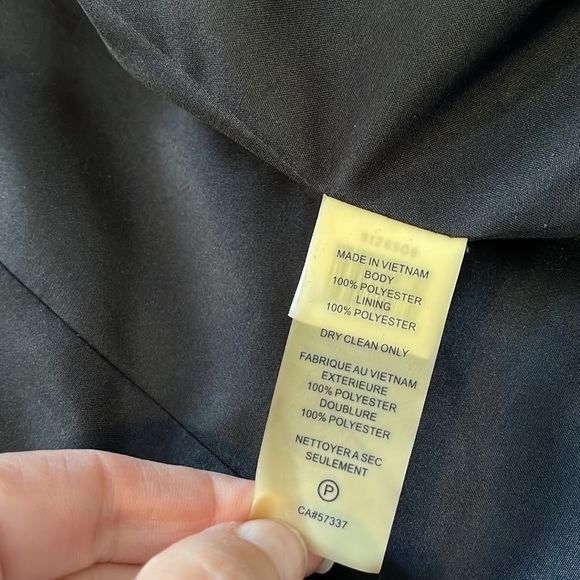 MADE IN VIETNAM
BODY
100% POLYESTER
LINING
100% POLYESTER
DRY CLEAN ONLY
FABRIQUE AU VIETNAM
EXTERIEURE
100% POLYESTER
DOUBLURE
100% POLYESTER
NETTOYER A SEC
SEULEMENT
P
CA#57337